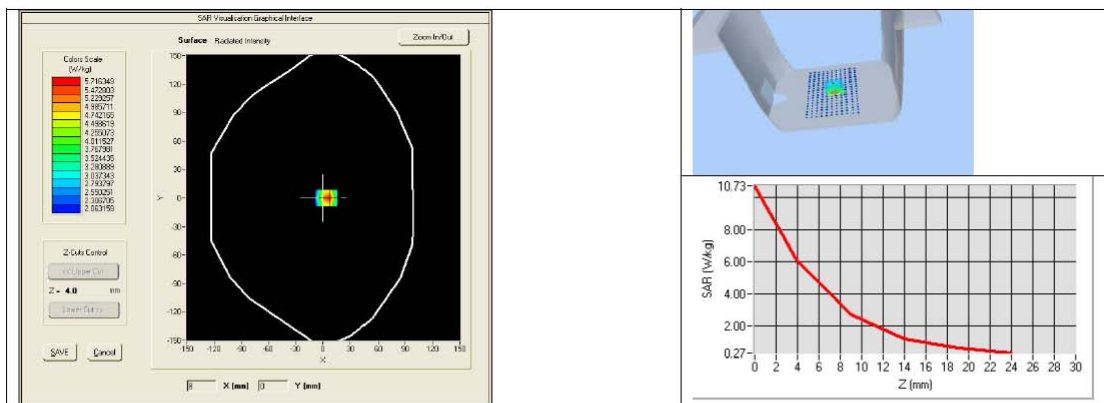 SAR Visualisation Graphical Interface
Surface Radiated Intensity
Zoom In/Out
Colors Scale
(W/kg)
5.716349
5.472803
5.229257
4.985711
4.742165
4.498619
4.255073
4.011527
3.767981
3.524435
3.280889
3.037343
2.793797
2.550251
2.306705
2.063159
150
120
90
60
30
0
-30
-60
-90
-120
-150
Y
-150 -120 -90 -60 -30 0 30 60 90 120 150
X
Z-Cuts Control
Z = 4.0 mm
SAVE
Cancel
8 X (mm) 0 Y (mm)
10.73
8.00
6.00
4.00
2.00
0.27
SAR (W/kg)
0 2 4 6 8 10 12 14 16 18 20 22 24 26 28 30
Z (mm)